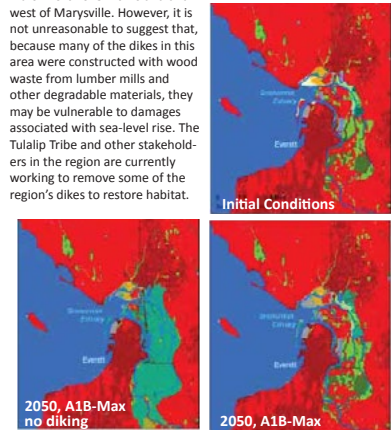 west of Marysville. However, it is
not unreasonable to suggest that,
because many of the dikes in this
area were constructed with wood
waste from lumber mills and
other degradable materials, they
may be vulnerable to damages
associated with sea-level rise. The
Tulalip Tribe and other stakehold-
ers in the region are currently
working to remove some of the
region's dikes to restore habitat.
Estuary
Everett
Initial Conditions
Estuary
Everett
2050, A1B-Max
no diking
Estuary
Everett
2050, A1B-Max